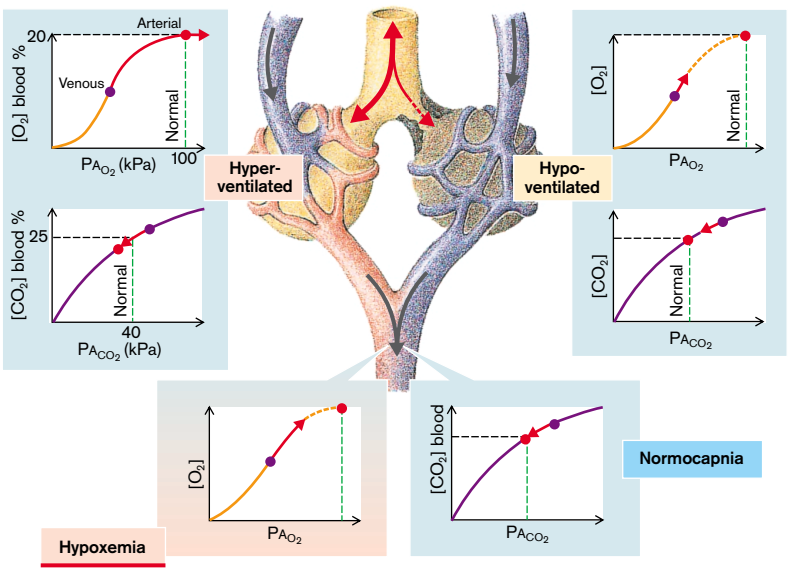 20
Arterial
Venous
Normal
[O2] blood %
PAO2 (kPa)
100
25
[CO2] blood %
Normal
40
PACO2 (kPa)
Hyper-
ventilated
Hypo-
ventilated
[O2]
Normal
PAO2
[CO2]
Normal
PACO2
[O2]
PAO2
Hypoxemia
[CO2] blood
PACO2
Normocapnia